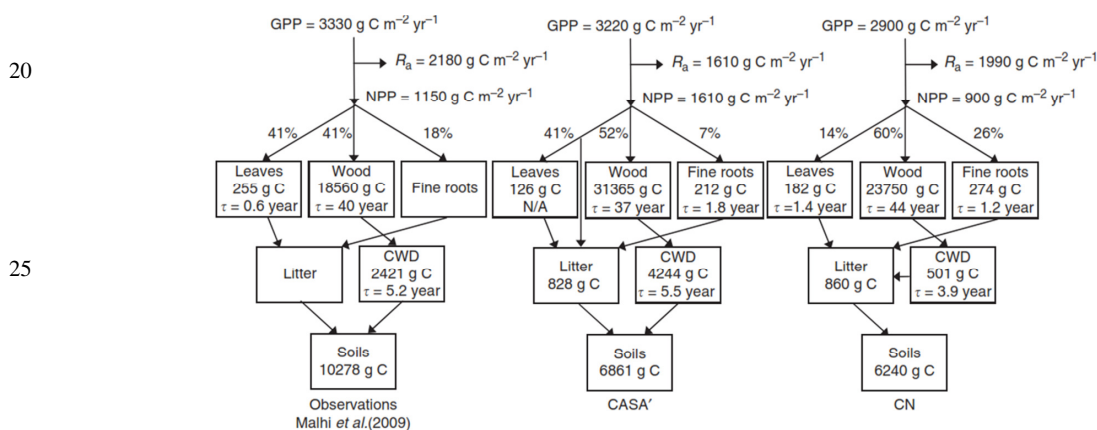 20
25
GPP = 3330 g C m⁻² yr⁻¹
Rₐ = 2180 g C m⁻² yr⁻¹
NPP = 1150 g C m⁻² yr⁻¹
41% 41% 18%
Leaves
255 g C
τ = 0.6 year
Wood
18560 g C
τ = 40 year
Fine roots
Litter
CWD
2421 g C
τ = 5.2 year
Soils
10278 g C
Observations
Malhi et al.(2009)
GPP = 3220 g C m⁻² yr⁻¹
Rₐ = 1610 g C m⁻² yr⁻¹
NPP = 1610 g C m⁻² yr⁻¹
41% 52% 7%
Leaves
126 g C
N/A
Wood
31365 g C
τ = 37 year
Fine roots
212 g C
τ = 1.8 year
Litter
828 g C
CWD
4244 g C
τ = 5.5 year
Soils
6861 g C
CASA′
GPP = 2900 g C m⁻² yr⁻¹
Rₐ = 1990 g C m⁻² yr⁻¹
NPP = 900 g C m⁻² yr⁻¹
14% 60% 26%
Leaves
182 g C
τ =1.4 year
Wood
23750 g C
τ = 44 year
Fine roots
274 g C
τ = 1.2 year
Litter
860 g C
CWD
501 g C
τ = 3.9 year
Soils
6240 g C
CN